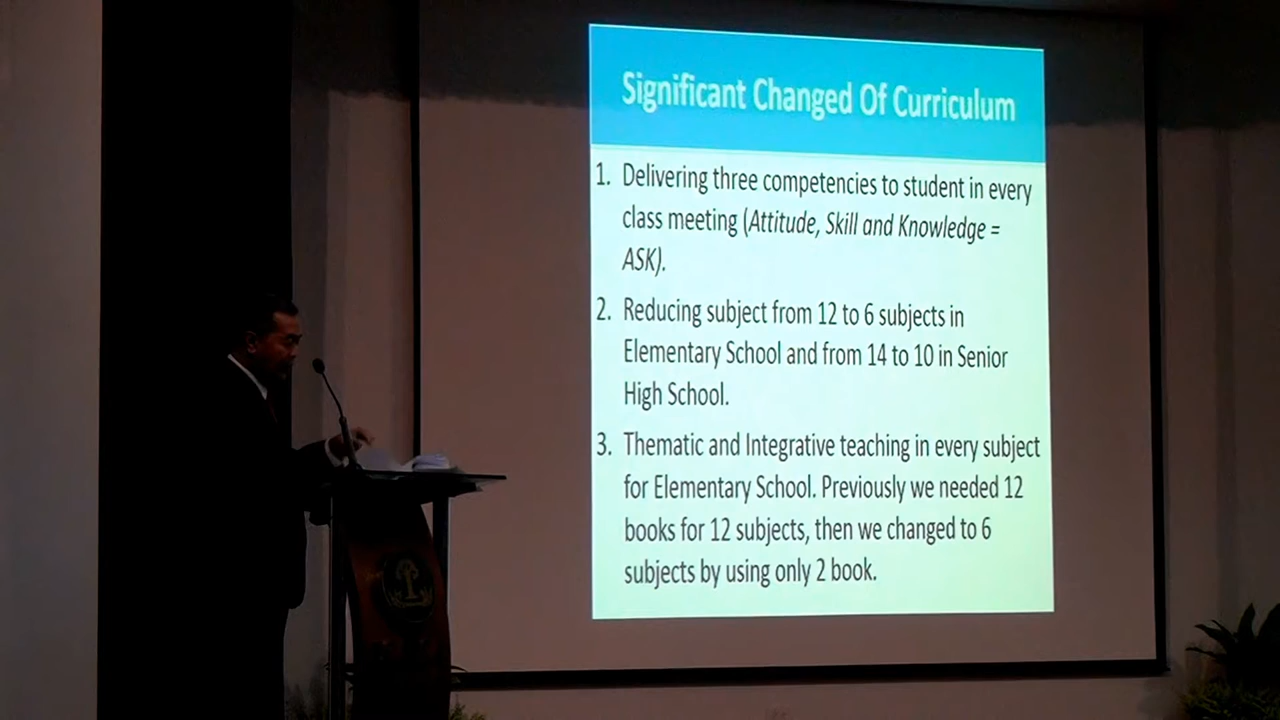 Significant Changed Of Curriculum
1. Delivering three competencies to student in every
class meeting (Attitude, Skill and Knowledge =
ASK).
2. Reducing subject from 12 to 6 subjects in
Elementary School and from 14 to 10 in Senior
High School.
3. Thematic and Integrative teaching in every subject
for Elementary School. Previously we needed 12
books for 12 subjects, then we changed to 6
subjects by using only 2 book.